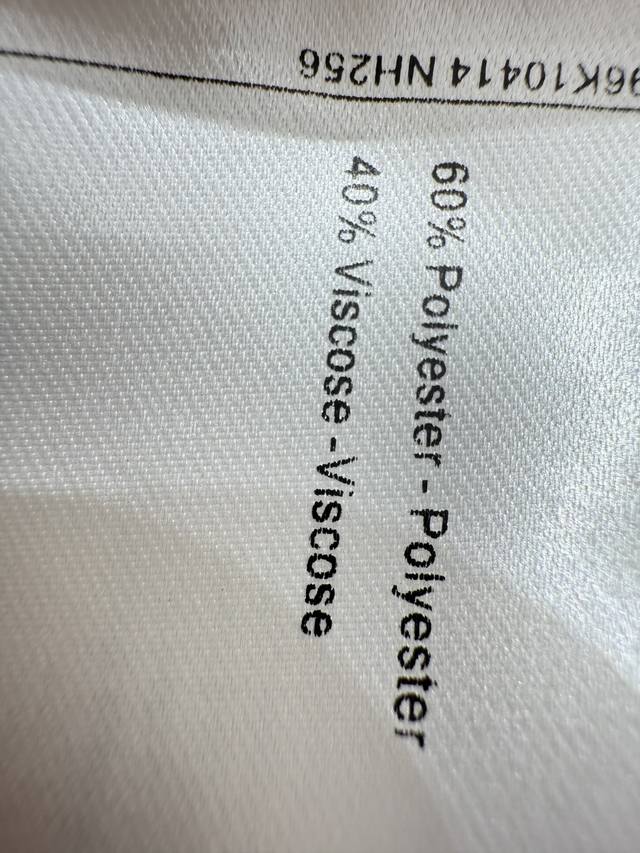 96K10414 NH256
60% Polyester - Polyester
40% Viscose -Viscose